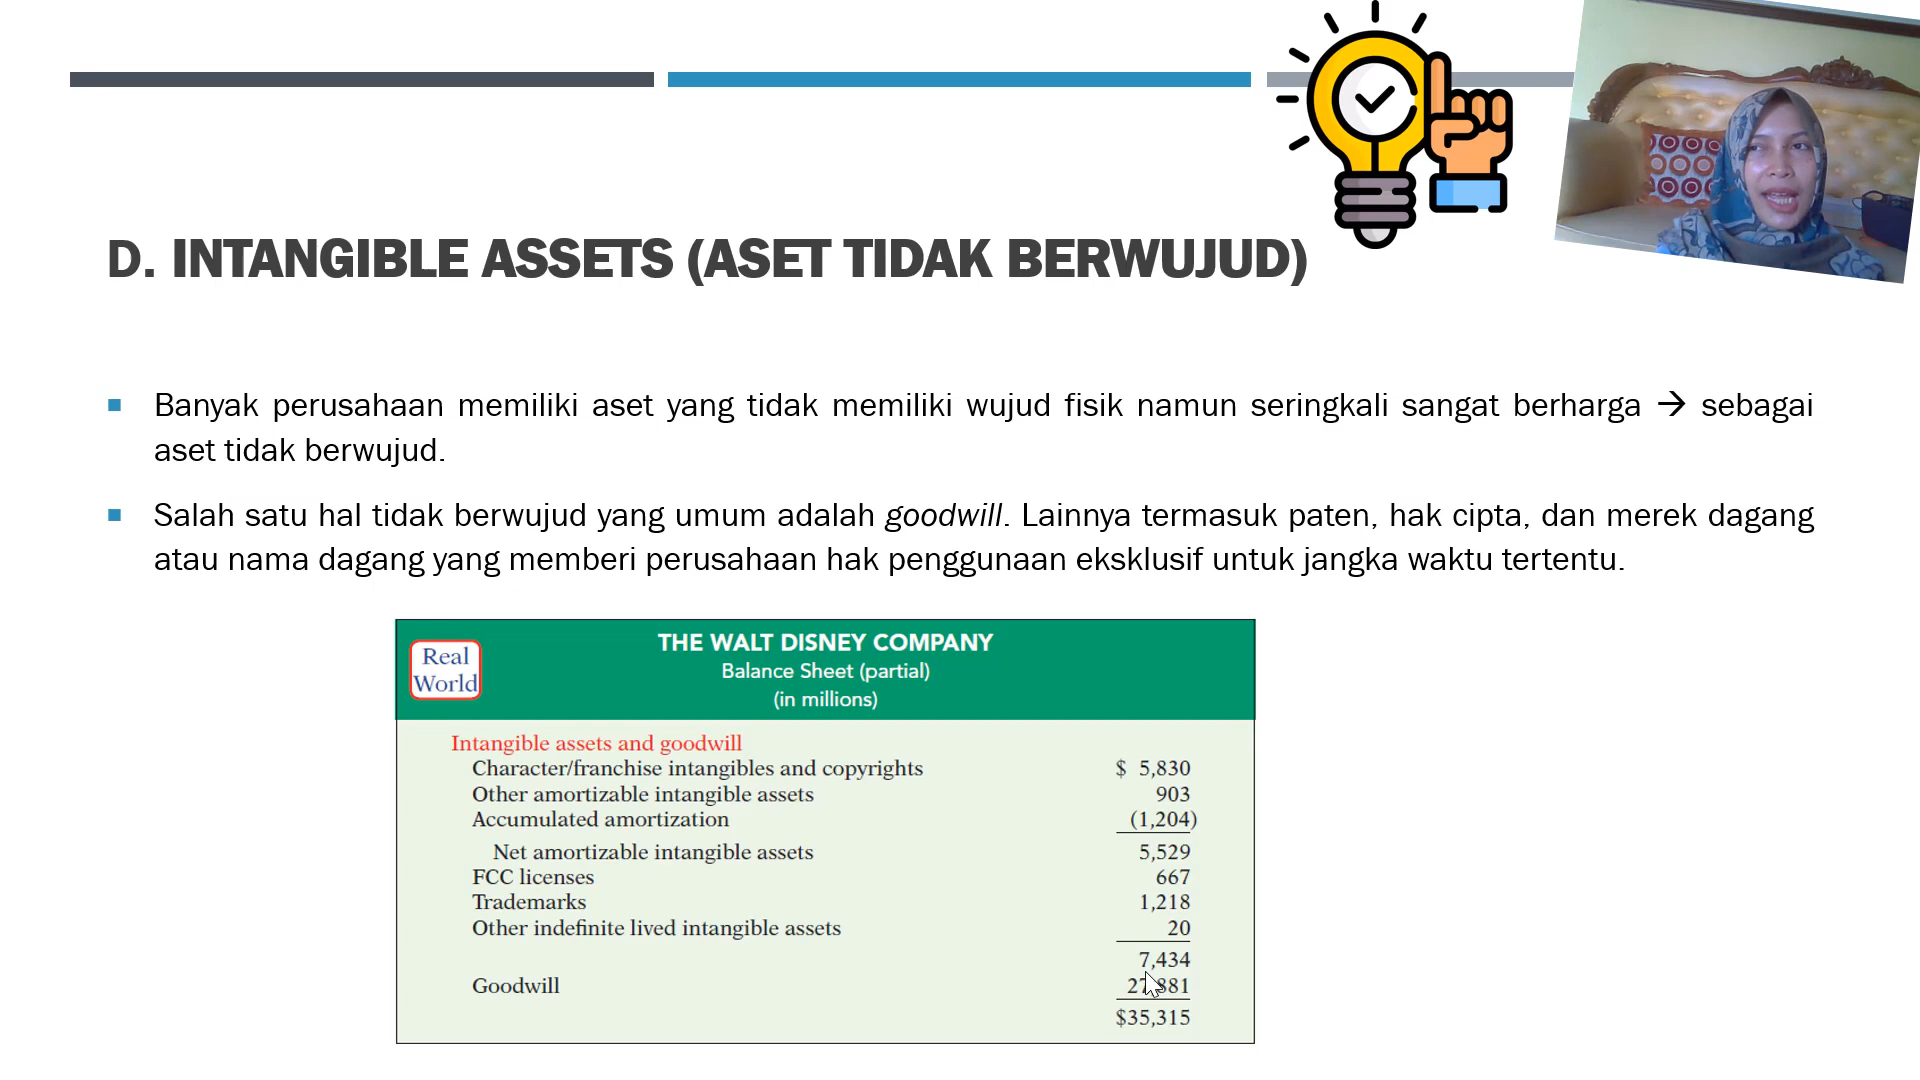 D. INTANGIBLE ASSETS (ASET TIDAK BERWUJUD)
Banyak perusahaan memiliki aset yang tidak memiliki wujud fisik namun seringkali sangat berharga → sebagai
aset tidak berwujud.
Salah satu hal tidak berwujud yang umum adalah goodwill. Lainnya termasuk paten, hak cipta, dan merek dagang
atau nama dagang yang memberi perusahaan hak penggunaan eksklusif untuk jangka waktu tertentu.
Real
World
THE WALT DISNEY COMPANY
Balance Sheet (partial)
(in millions)
Intangible assets and goodwill
Character/franchise intangibles and copyrights $ 5,830
Other amortizable intangible assets 903
Accumulated amortization (1,204)
Net amortizable intangible assets 5,529
FCC licenses 667
Trademarks 1,218
Other indefinite lived intangible assets 20
7,434
Goodwill 27,881
$35,315